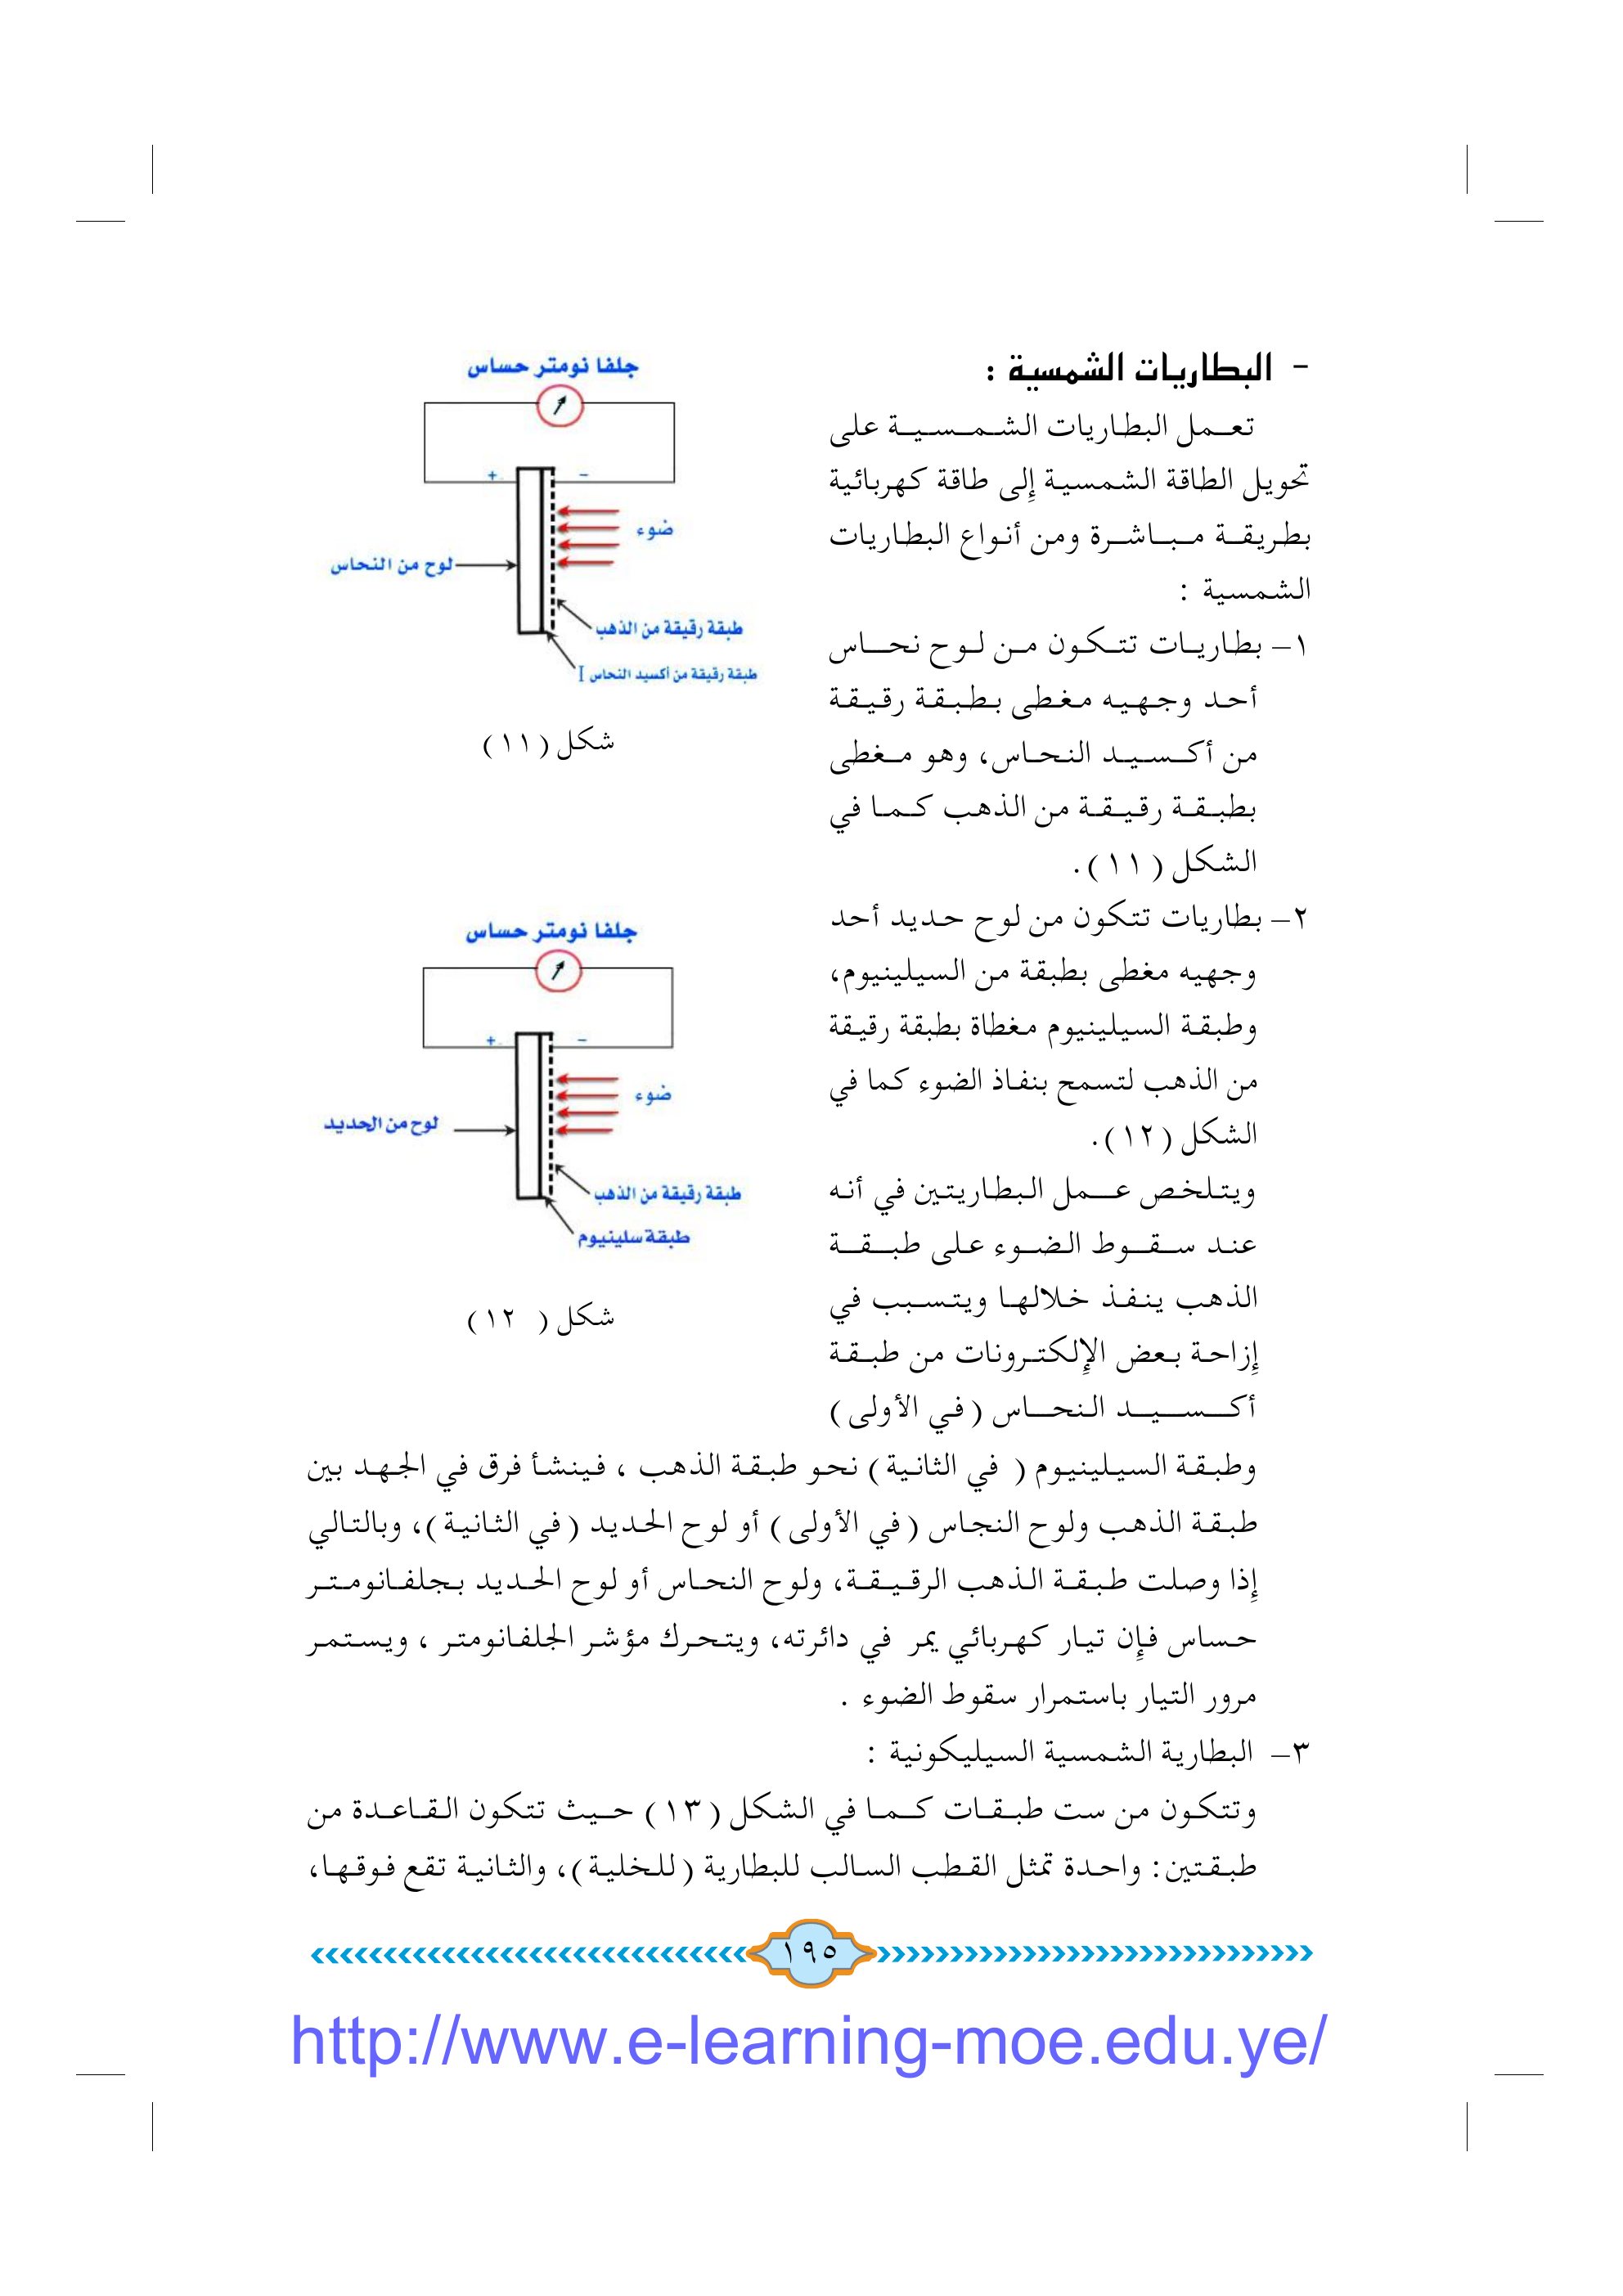 - البطاريات الشمسية :
تعمل البطاريات الشمسية على
تحويل الطاقة الشمسية إِلى طاقة كهربائية
بطريقة مباشرة ومن أنواع البطاريات
الشمسية :
١– بطاريات تتكون من لوح نحاس
أحد وجهيه مغطى بطبقة رقيقة
من أكسيد النحاس، وهو مغطى
بطبقة رقيقة من الذهب كما في
الشكل (١١).
جلفا نومتر حساس
+
–
ضوء
لوح من النحاس
طبقة رقيقة من الذهب
طبقة رقيقة من أكسيد النحاس I
شكل (١١)
٢– بطاريات تتكون من لوح حديد أحد
وجهيه مغطى بطبقة من السيلينيوم،
وطبقة السيلينيوم مغطاة بطبقة رقيقة
من الذهب لتسمح بنفاذ الضوء كما في
الشكل (١٢).
ويتلخص عمل البطاريتين في أنه
عند سقوط الضوء على طبقة
الذهب ينفذ خلالها ويتسبب في
إِزاحة بعض الإِلكترونات من طبقة
أكسيد النحاس (في الأولى)
جلفا نومتر حساس
+
–
ضوء
لوح من الحديد
طبقة رقيقة من الذهب
طبقة سلينيوم
شكل ( ١٢)
وطبقة السيلينيوم ( في الثانية) نحو طبقة الذهب ، فينشأ فرق في الجهد بين
طبقة الذهب ولوح النجاس (في الأولى) أو لوح الحديد (في الثانية)، وبالتالي
إِذا وصلت طبقة الذهب الرقيقة، ولوح النحاس أو لوح الحديد بجلفانومتر
حساس فإِن تيار كهربائي يمر في دائرته، ويتحرك مؤشر الجلفانومتر ، ويستمر
مرور التيار باستمرار سقوط الضوء .
٣– البطارية الشمسية السيليكونية :
وتتكون من ست طبقات كما في الشكل (١٣) حيث تتكون القاعدة من
طبقتين: واحدة تمثل القطب السالب للبطارية (للخلية)، والثانية تقع فوقها،
١٩٥
http://www.e-learning-moe.edu.ye/